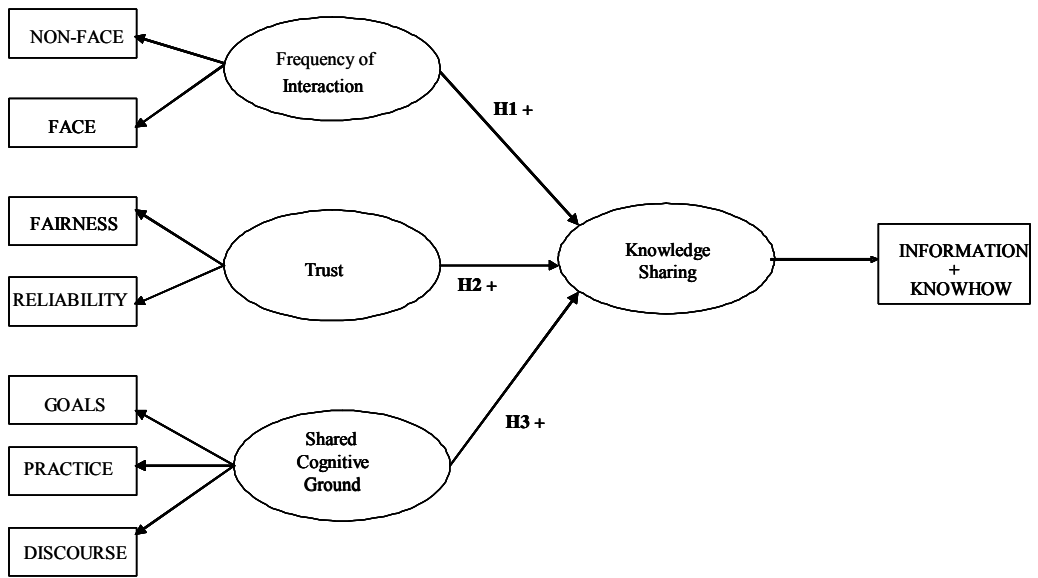 NON-FACE
FACE
Frequency of
Interaction
H1 +
FAIRNESS
RELIABILITY
Trust
H2 +
Knowledge
Sharing
INFORMATION
+
KNOWHOW
GOALS
PRACTICE
DISCOURSE
Shared
Cognitive
Ground
H3 +